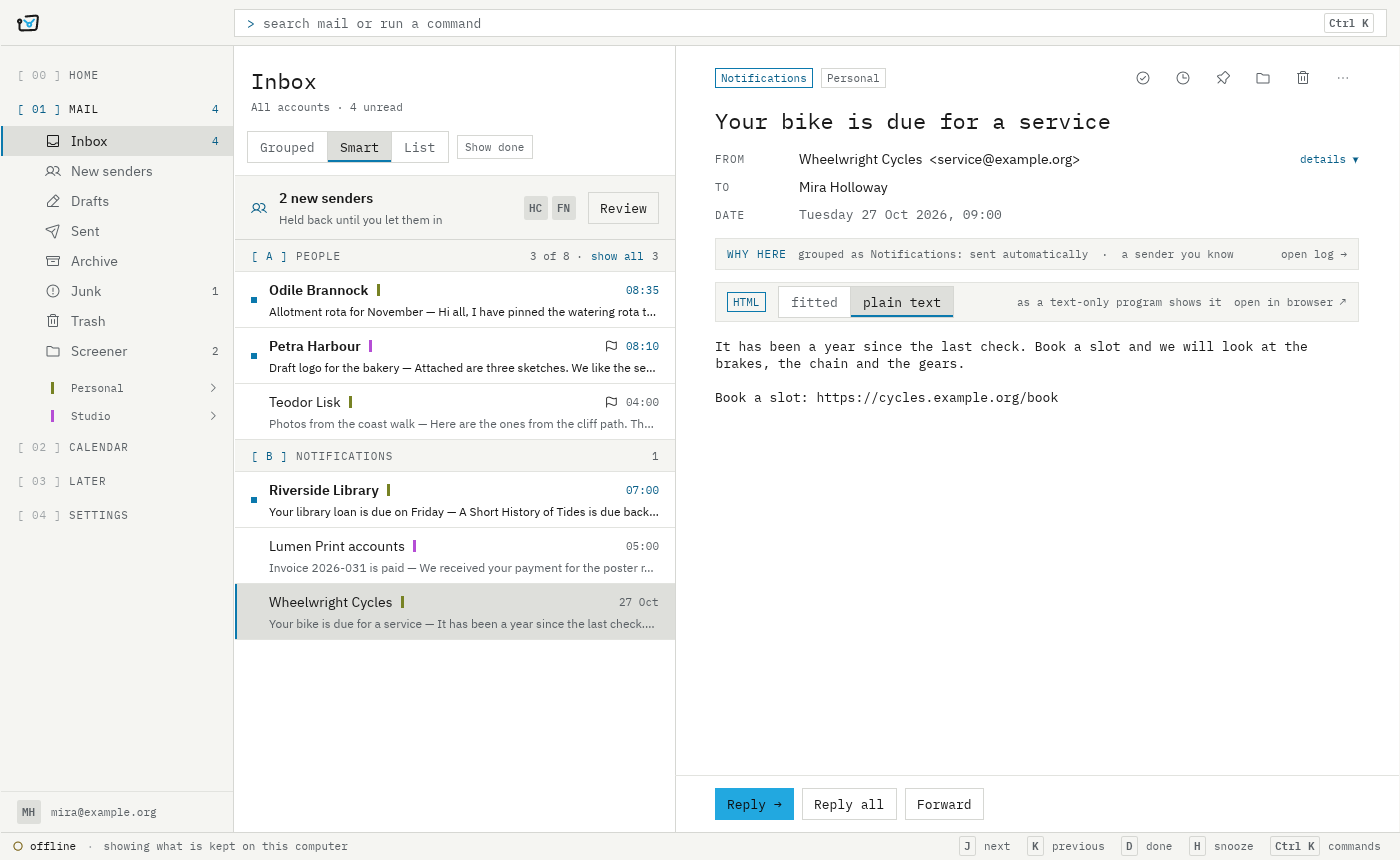 > search mail or run a command
Ctrl K
[ 00 ] HOME
[ 01 ] MAIL 4
Inbox 4
New senders
Drafts
Sent
Archive
Junk 1
Trash
Screener 2
Personal
Studio
[ 02 ] CALENDAR
[ 03 ] LATER
[ 04 ] SETTINGS
MH mira@example.org
Inbox
All accounts · 4 unread
Grouped Smart List Show done
2 new senders
Held back until you let them in
HC FN Review
[ A ] PEOPLE 3 of 8 · show all 3
Odile Brannock 08:35
Allotment rota for November — Hi all, I have pinned the watering rota t…
Petra Harbour 08:10
Draft logo for the bakery — Attached are three sketches. We like the se…
Teodor Lisk 04:00
Photos from the coast walk — Here are the ones from the cliff path. Th…
[ B ] NOTIFICATIONS 1
Riverside Library 07:00
Your library loan is due on Friday — A Short History of Tides is due back…
Lumen Print accounts 05:00
Invoice 2026-031 is paid — We received your payment for the poster r…
Wheelwright Cycles 27 Oct
Your bike is due for a service — It has been a year since the last check.…
Notifications Personal
Your bike is due for a service
FROM Wheelwright Cycles <service@example.org> details ▾
TO Mira Holloway
DATE Tuesday 27 Oct 2026, 09:00
WHY HERE grouped as Notifications: sent automatically · a sender you know open log →
HTML fitted plain text as a text-only program shows it open in browser ↗
It has been a year since the last check. Book a slot and we will look at the
brakes, the chain and the gears.
Book a slot: https://cycles.example.org/book
Reply → Reply all Forward
offline · showing what is kept on this computer
J next K previous D done H snooze Ctrl K commands